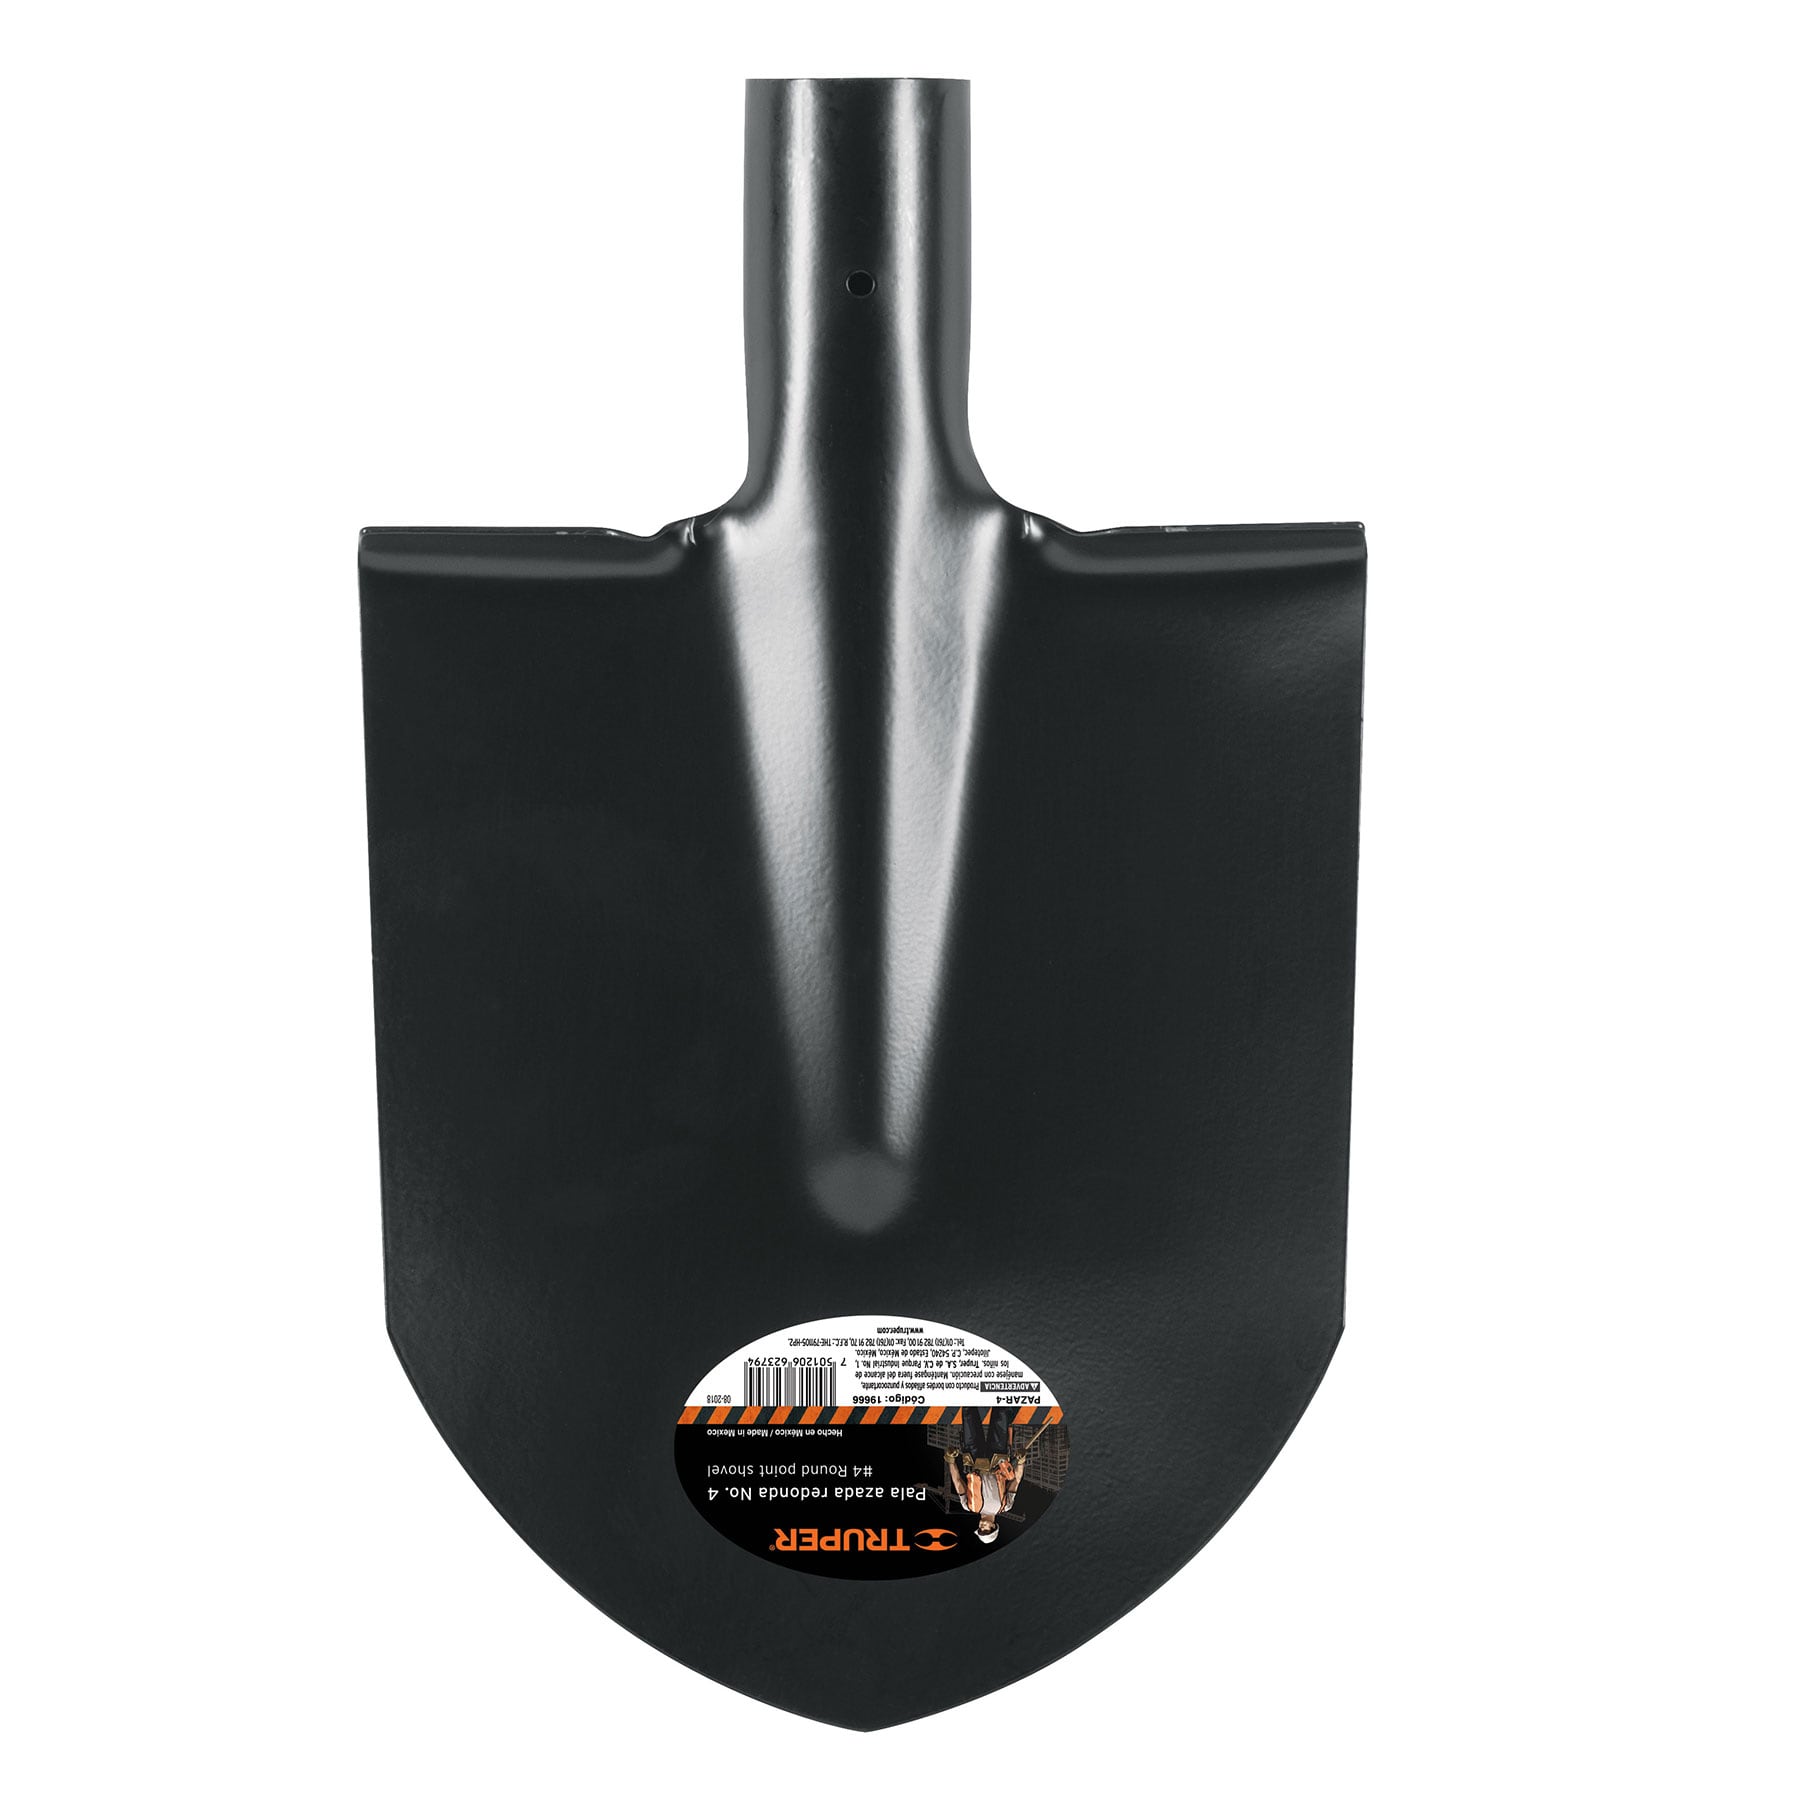 TRUPER®
Pala azada redonda No. 4
#4 Round point shovel
Hecho en México / Made in Mexico
PAZAR-4
Código: 19666
08-2018
ADVERTENCIA Producto con bordes afilados y punzocortante,
manéjese con precaución. Manténgase fuera del alcance de
los niños. Truper, S.A. de C.V. Parque Industrial No. 1,
Jilotepec, C.P. 54240, Estado de México, México.
Tel.: 01(761) 782 91 00, Fax: 01(761) 782 91 70, R.F.C.: THE-791105-HP2.
www.truper.com
7 501206 623794